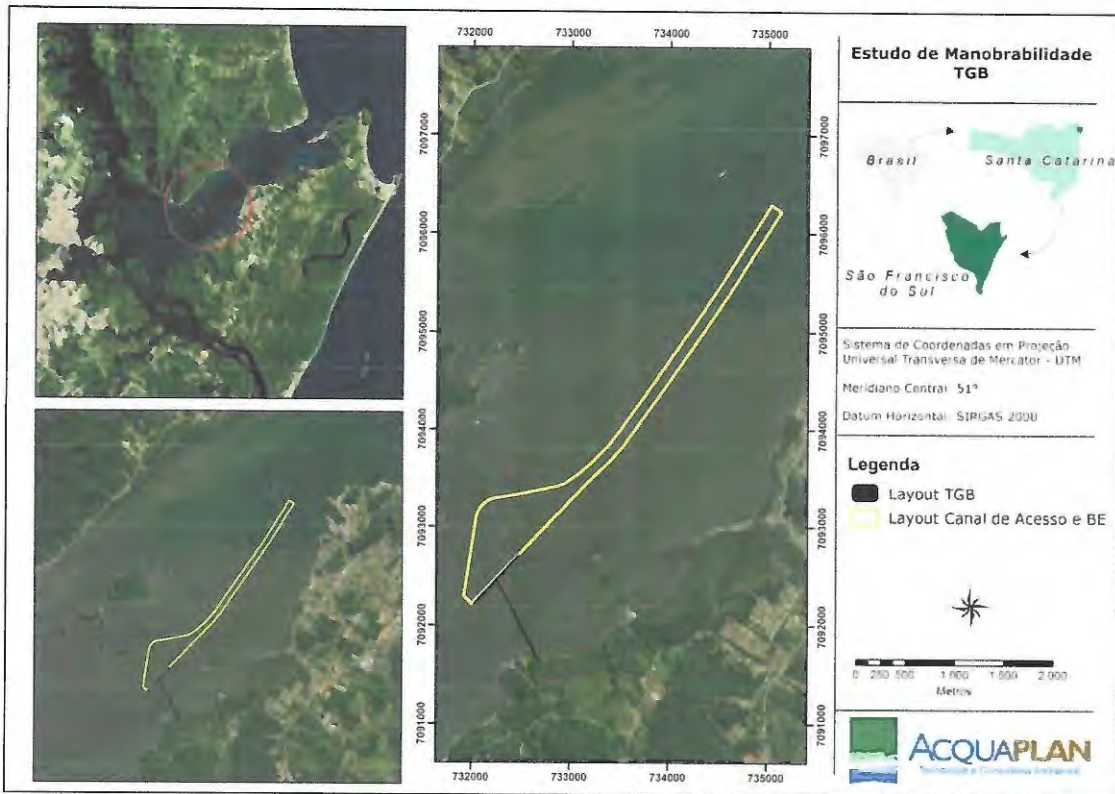 732000 733000 734000 735000
7097000
7096000
7095000
7094000
7093000
7092000
7091000
7097000
7096000
7095000
7094000
7093000
7092000
7091000
732000 733000 734000 735000
Estudo de Manobrabilidade
TGB
Brasil
Santa Catarina
São Francisco
do Sul
Sistema de Coordenadas em Projeção
Universal Transversa de Mercator - UTM
Meridiano Central 51°
Datum Horizontal: SIRGAS 2000
Legenda
Layout TGB
Layout Canal de Acesso e BE
0 250 500 1.000 1.500 2.000
Metros
ACQUAPLAN
Tecnologia e Consultoria Ambiental